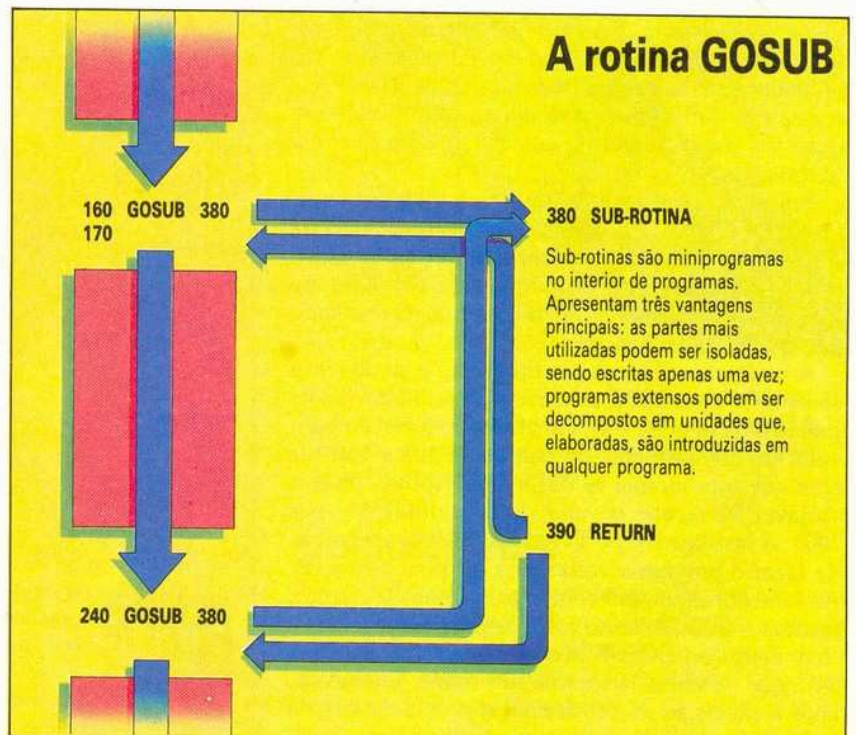 A rotina GOSUB
160 GOSUB 380
170
380 SUB-ROTINA
Sub-rotinas são miniprogramas
no interior de programas.
Apresentam três vantagens
principais: as partes mais
utilizadas podem ser isoladas,
sendo escritas apenas uma vez;
programas extensos podem ser
decompostos em unidades que,
elaboradas, são introduzidas em
qualquer programa.
390 RETURN
240 GOSUB 380